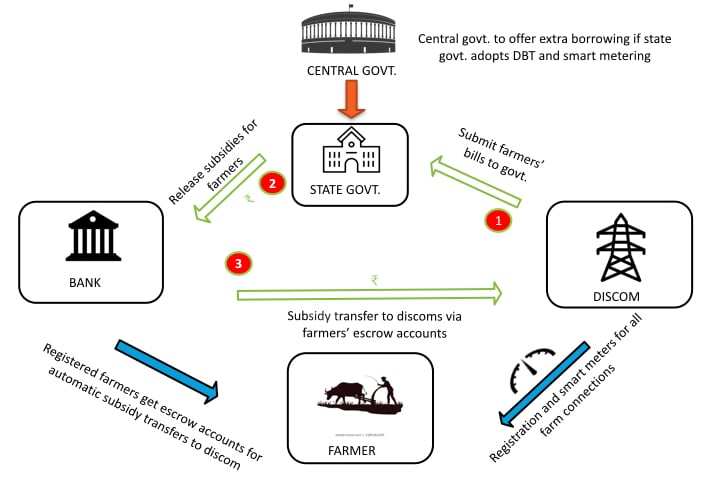 Central govt. to offer extra borrowing if state
govt. adopts DBT and smart metering
CENTRAL GOVT.
Release subsidies for
farmers
₹
2
STATE GOVT.
Submit farmers'
bills to govt.
1
BANK
3
₹
DISCOM
Subsidy transfer to discoms via
farmers' escrow accounts
Registered farmers get escrow accounts for
automatic subsidy transfers to discom
FARMER
Registration and smart meters for all
farm connections